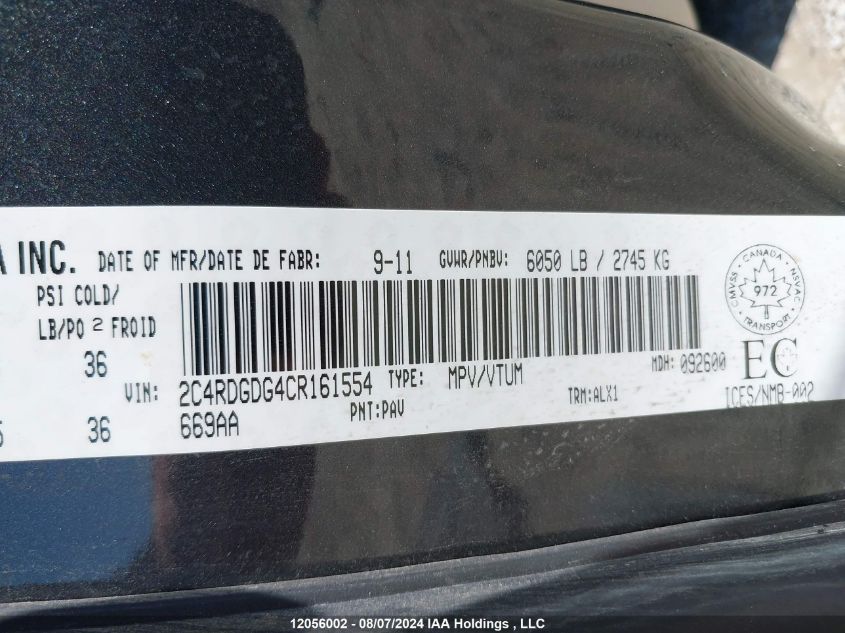 INC. DATE OF MFR/DATE DE FABR: 9-11 GVWR/PNBV: 6050 LB / 2745 KG
PSI COLD/
LB/PO 2 FROID
36
CMVSS · CANADA · NSVAC · TRANSPORT
972
EC
VIN: 2C4RDGDG4CR161554 TYPE: MPV/VTUM MDH: 092600
TRM:ALX1 ICES/NMB-002
36 669AA PNT:PAV
12056002 - 08/07/2024 IAA Holdings , LLC